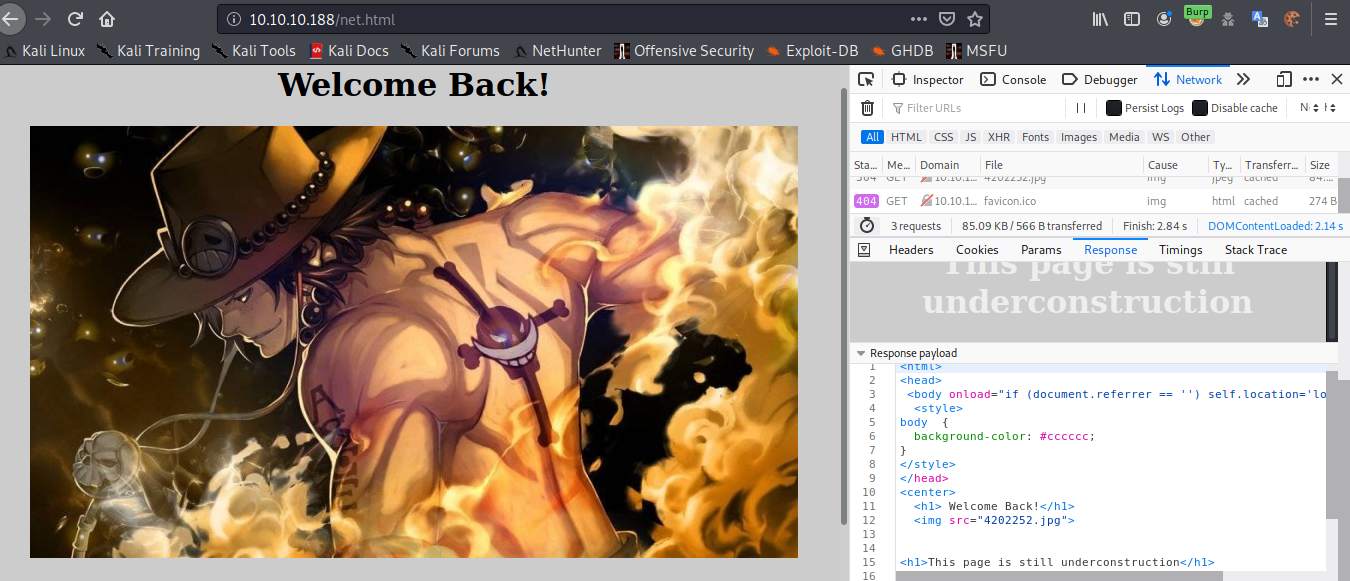 10.10.10.188/net.html
Burp
Kali Linux Kali Training Kali Tools Kali Docs Kali Forums NetHunter Offensive Security Exploit-DB GHDB MSFU
Welcome Back!
Inspector Console Debugger Network
Filter URLs Persist Logs Disable cache
All HTML CSS JS XHR Fonts Images Media WS Other
Sta… Me… Domain File Cause Ty… Transferr… Size
304 GET 10.10.1… 4202252.jpg img jpeg cached 84.…
404 GET 10.10.1… favicon.ico img html cached 274 B
3 requests 85.09 KB / 566 B transferred Finish: 2.84 s DOMContentLoaded: 2.14 s
Headers Cookies Params Response Timings Stack Trace
This page is still
underconstruction
Response payload
1 <html>
2 <head>
3 <body onload="if (document.referrer == '') self.location='lo
4 <style>
5 body {
6 background-color: #cccccc;
7 }
8 </style>
9 </head>
10 <center>
11 <h1> Welcome Back!</h1>
12 <img src="4202252.jpg">
13
14
15 <h1>This page is still underconstruction</h1>
16